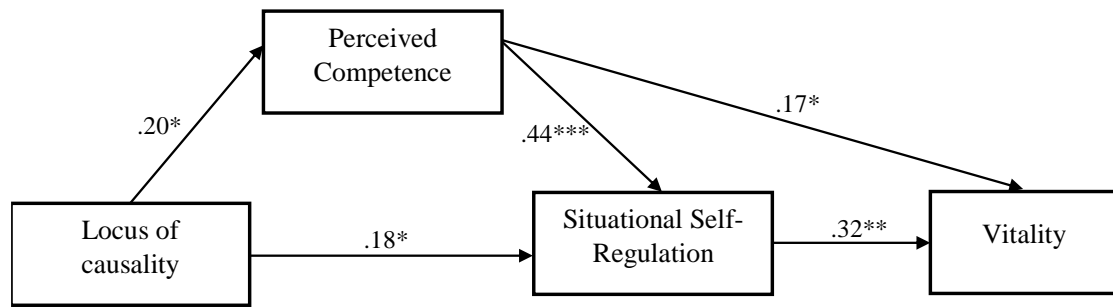 Perceived
Competence
.20*
.17*
.44***
Locus of
causality
.18*
Situational Self-
Regulation
.32**
Vitality